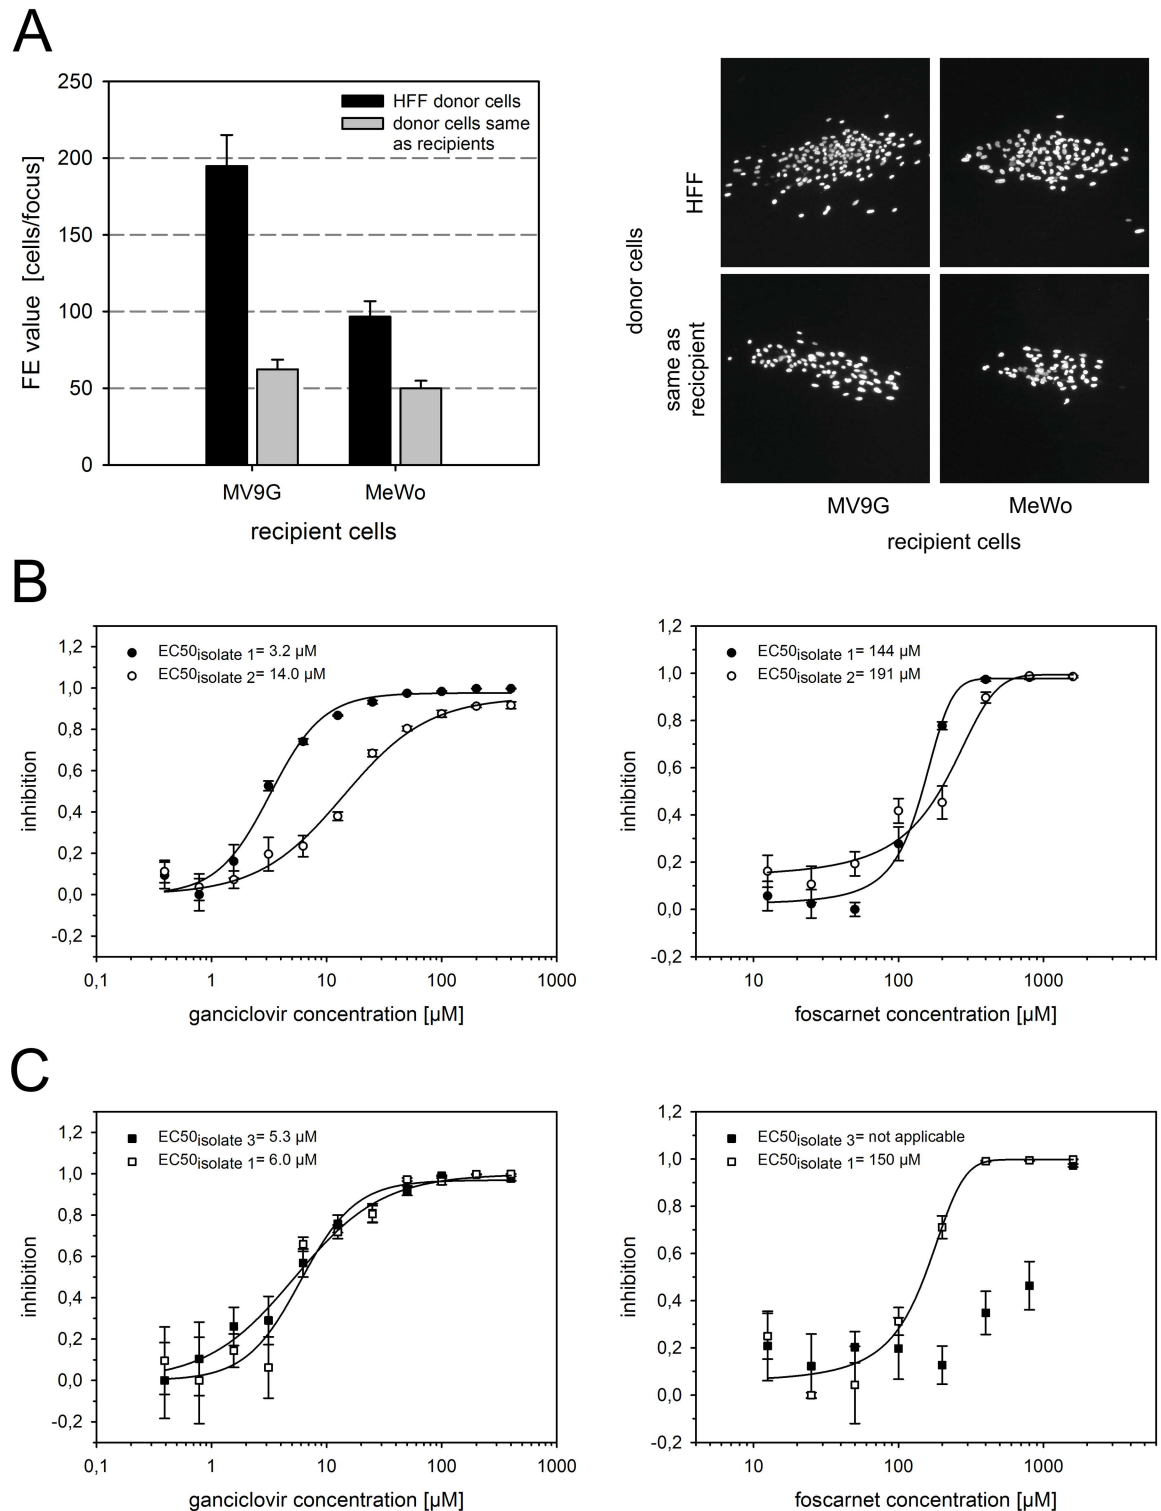 A
250
200
150
100
50
0
FE value [cells/focus]
HFF donor cells
donor cells same
as recipients
MV9G
MeWo
recipient cells
donor cells
HFF
same as
recicpient
MV9G
MeWo
recipient cells
B
1,2
1,0
0,8
0,6
0,4
0,2
0,0
-0,2
inhibition
EC50isolate 1= 3.2 µM
EC50isolate 2= 14.0 µM
0,1
1
10
100
1000
ganciclovir concentration [µM]
1,2
1,0
0,8
0,6
0,4
0,2
0,0
-0,2
inhibition
EC50isolate 1= 144 µM
EC50isolate 2= 191 µM
10
100
1000
foscarnet concentration [µM]
C
1,2
1,0
0,8
0,6
0,4
0,2
0,0
-0,2
inhibition
EC50isolate 3= 5.3 µM
EC50isolate 1= 6.0 µM
0,1
1
10
100
1000
ganciclovir concentration [µM]
1,2
1,0
0,8
0,6
0,4
0,2
0,0
-0,2
inhibition
EC50isolate 3= not applicable
EC50isolate 1= 150 µM
10
100
1000
foscarnet concentration [µM]